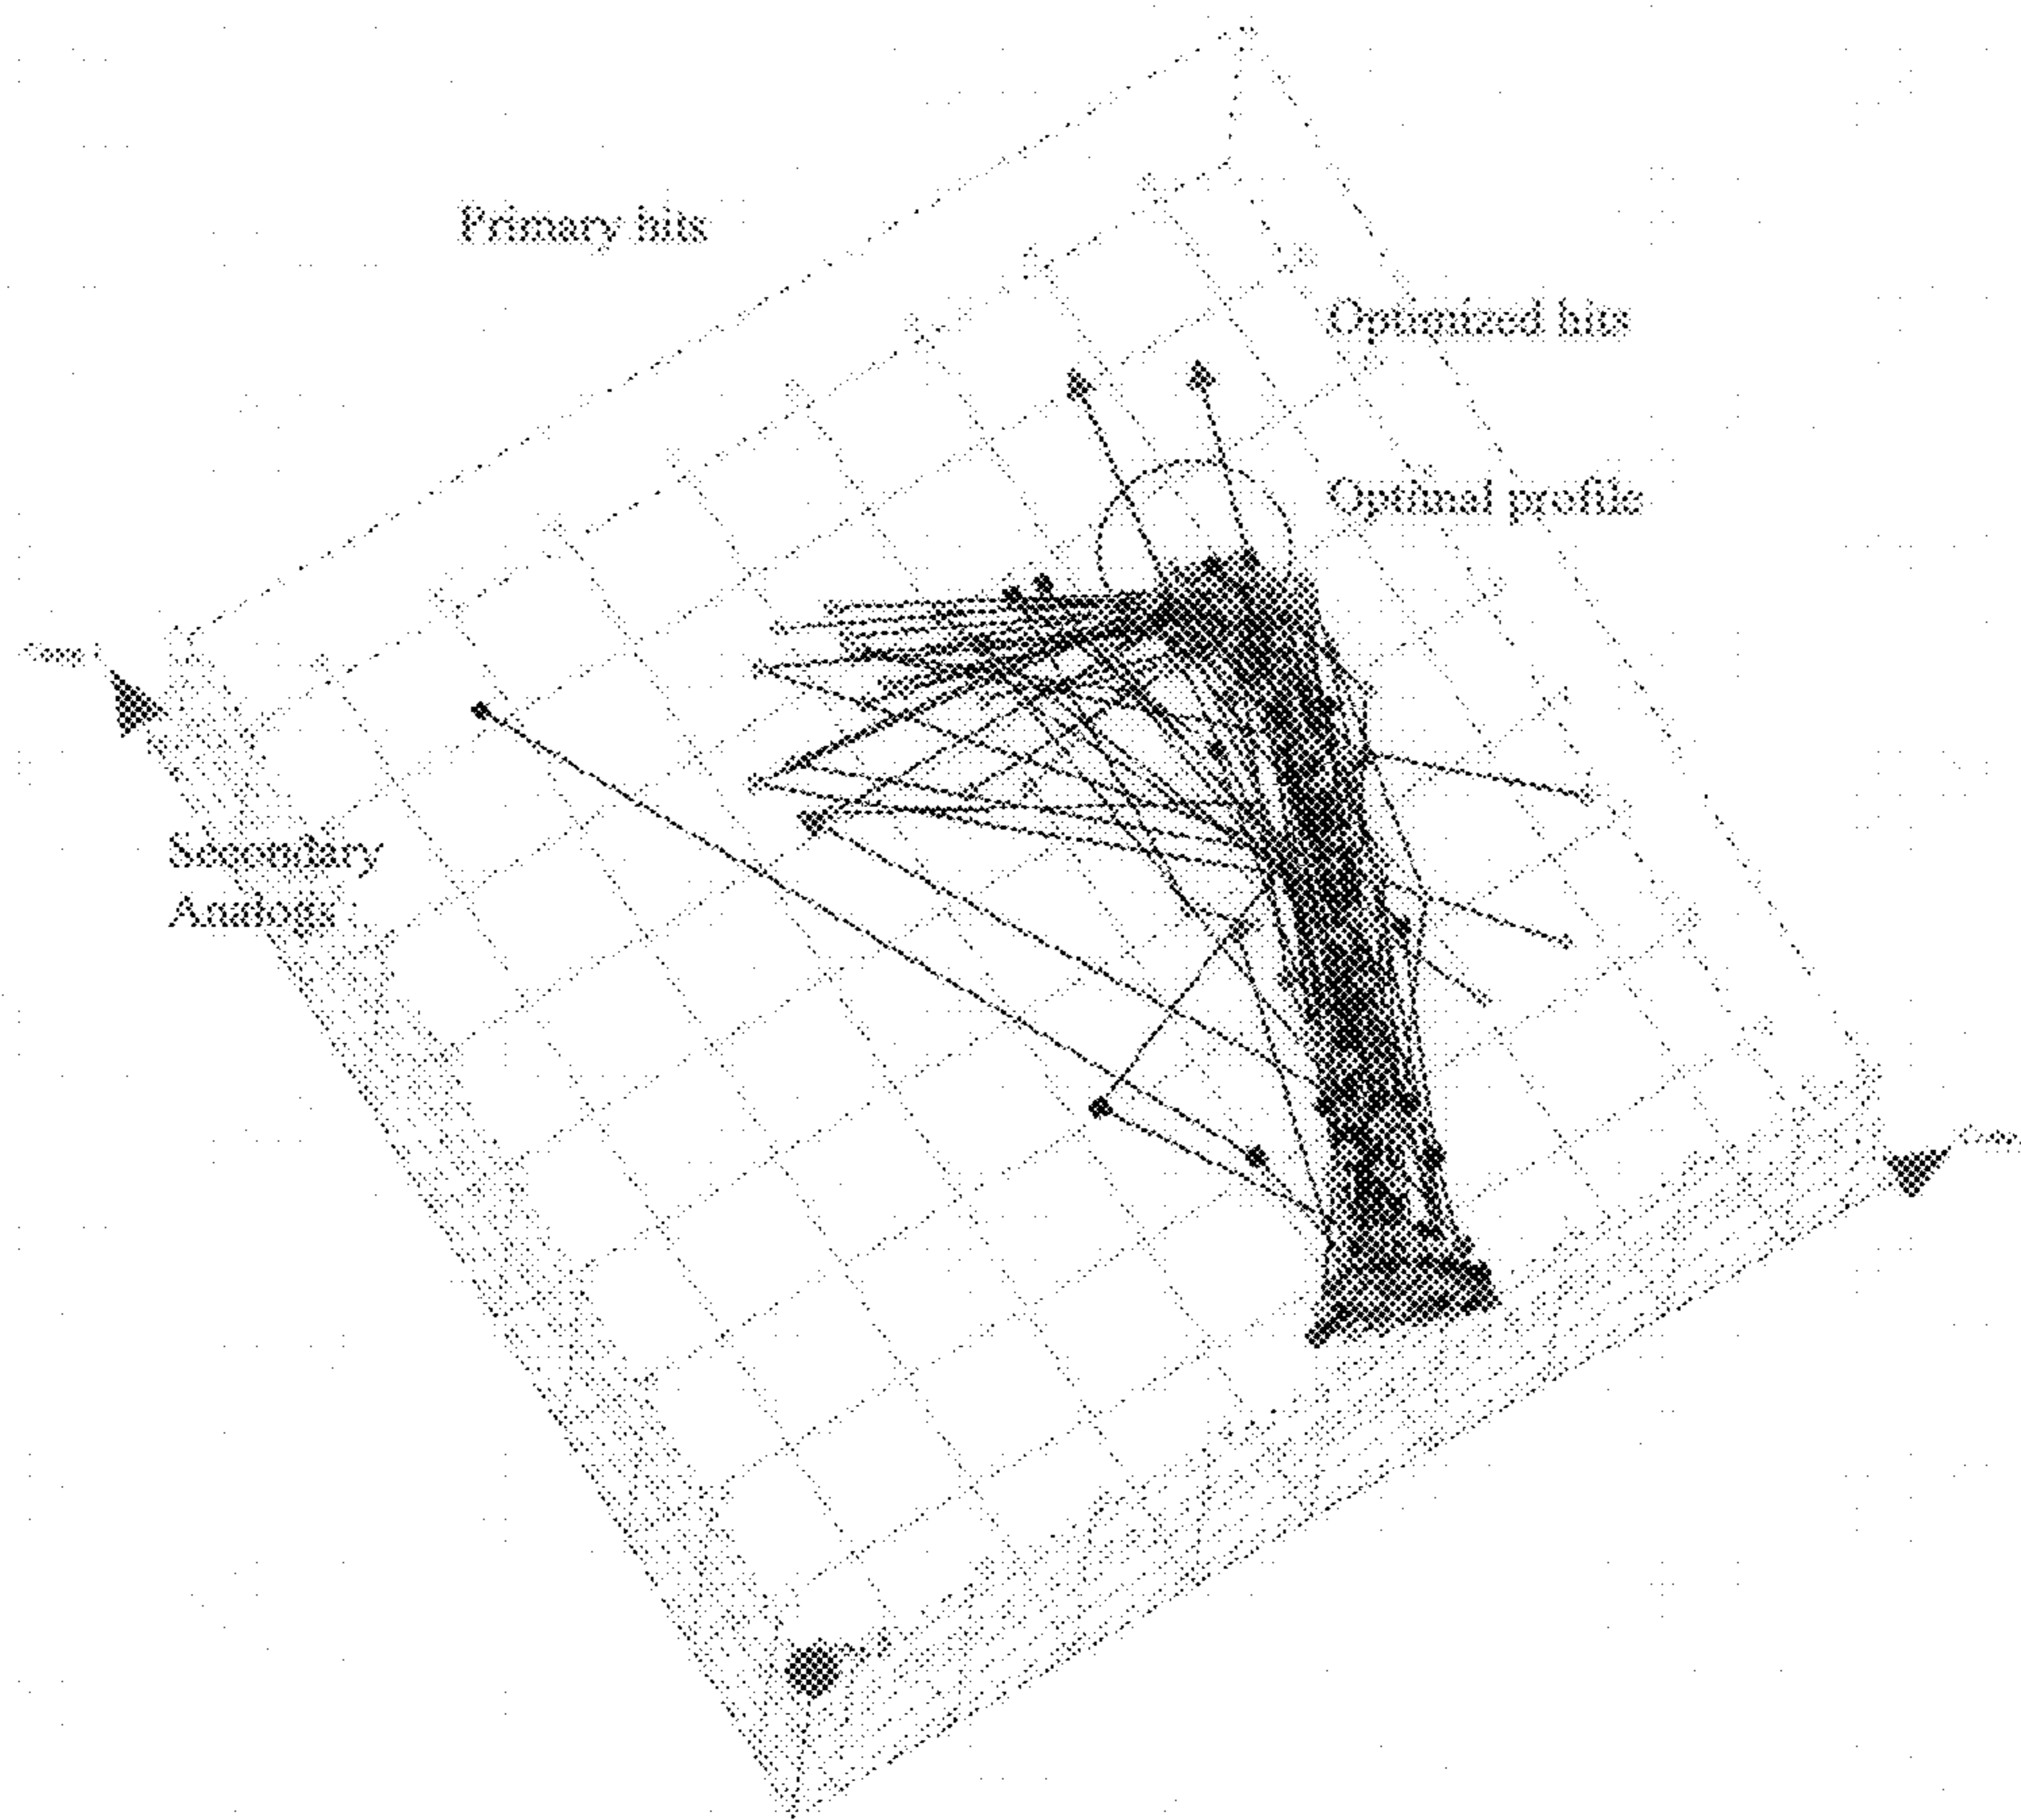 Primary hits
Optimized hits
Optimal profile
Secondary
Analogs